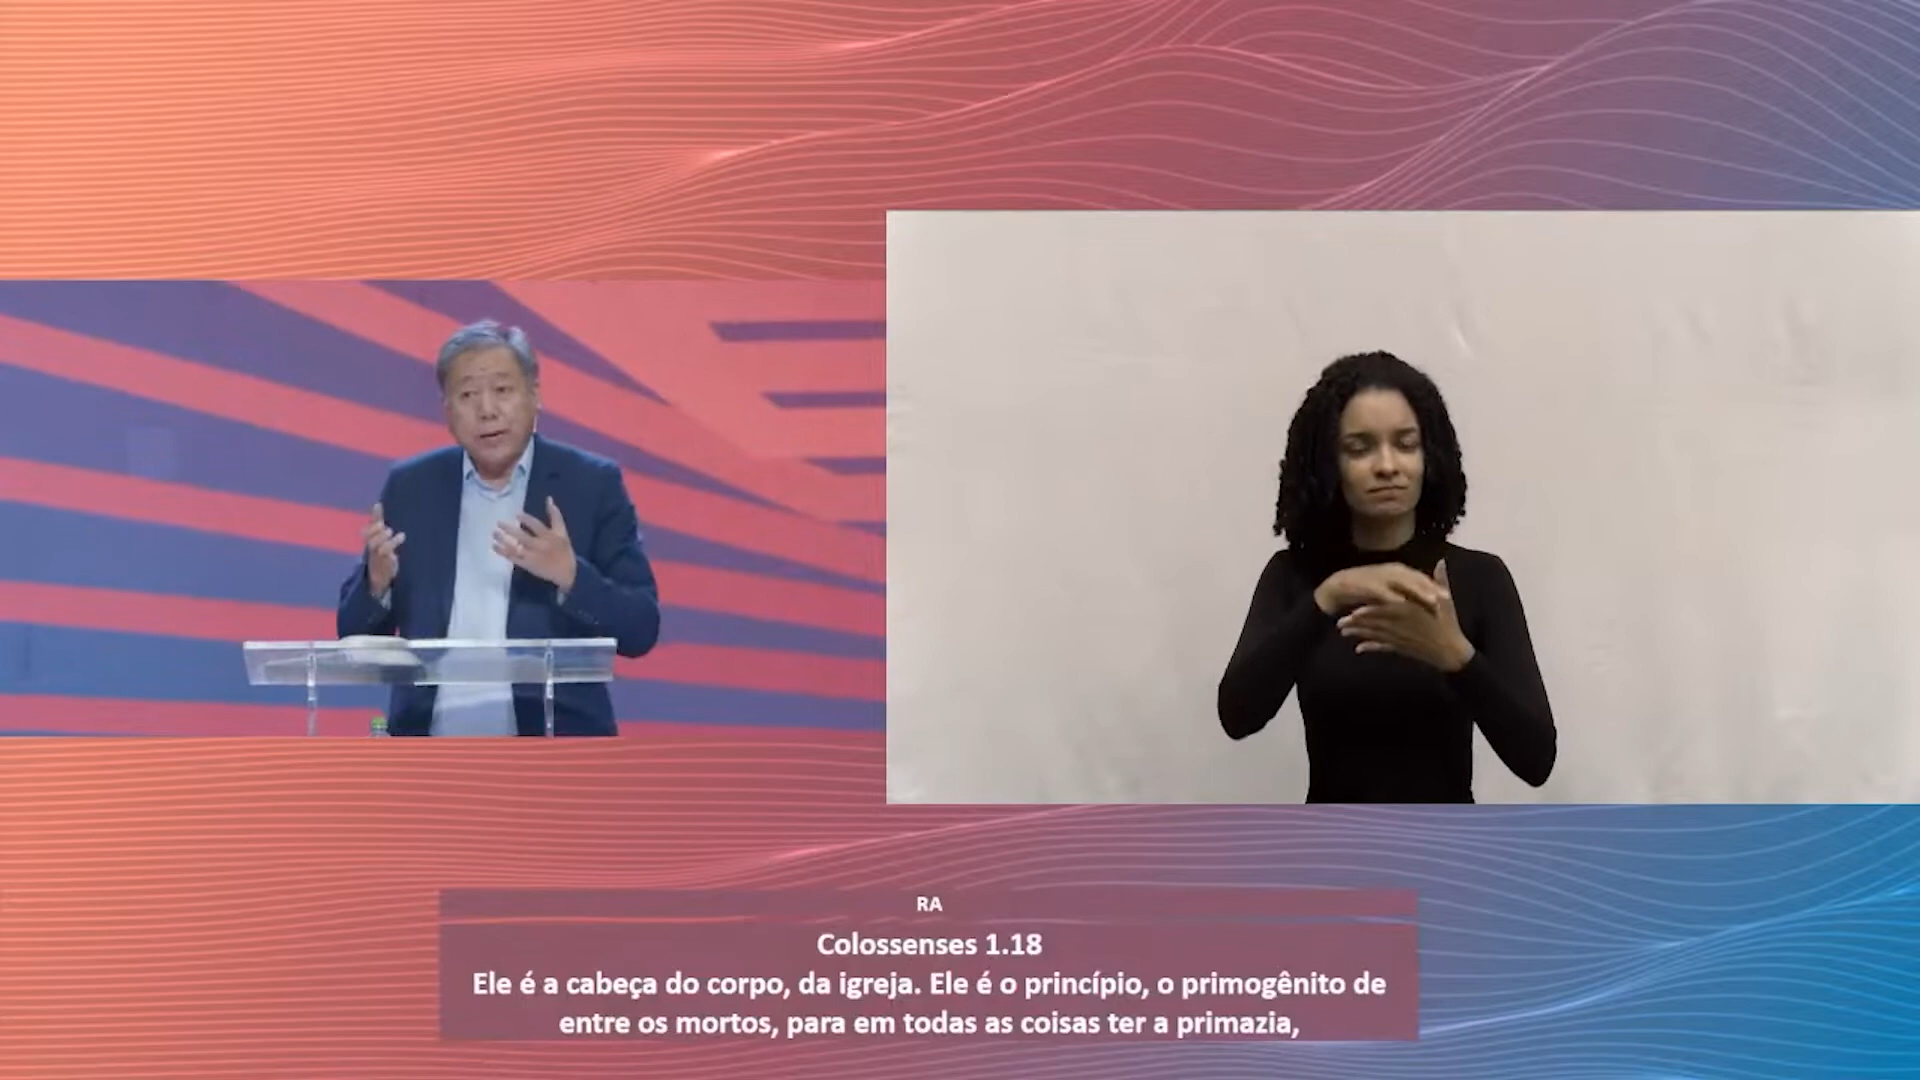 RA
Colossenses 1.18
Ele é a cabeça do corpo, da igreja. Ele é o princípio, o primogênito de
entre os mortos, para em todas as coisas ter a primazia,